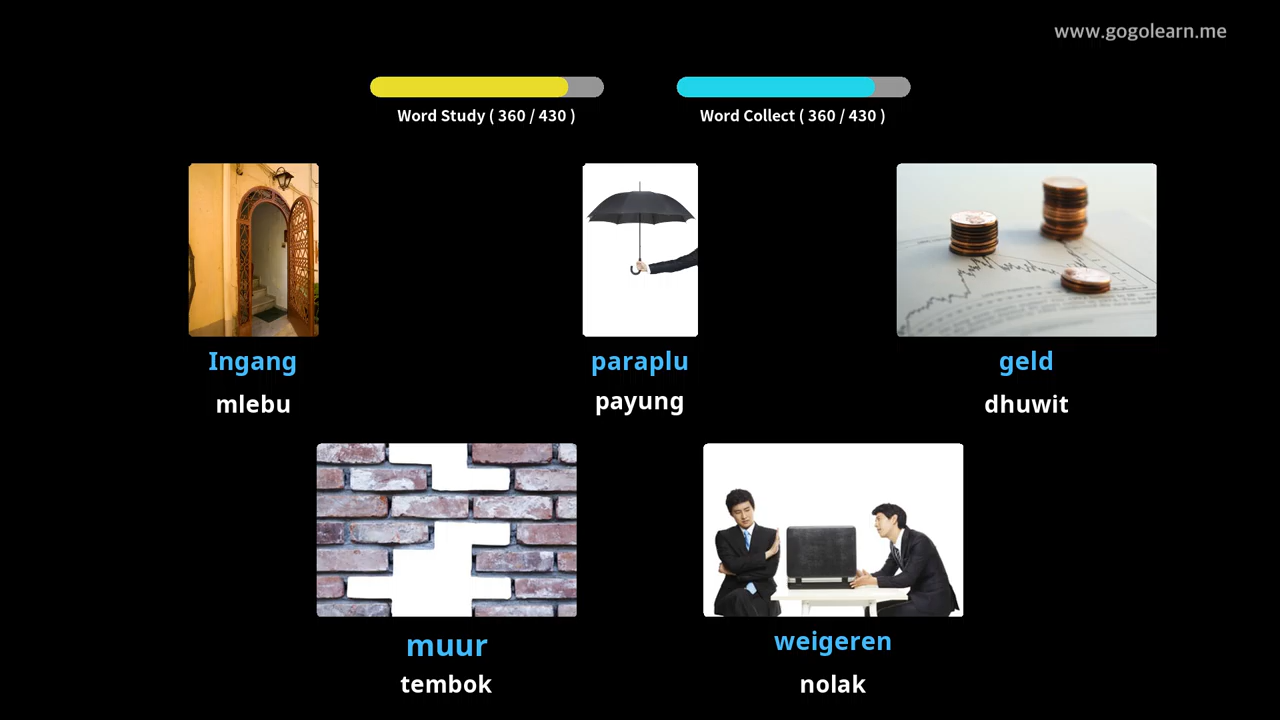 www.gogolearn.me
Word Study ( 360 / 430 )
Word Collect ( 360 / 430 )
Ingang
mlebu
paraplu
payung
geld
dhuwit
muur
tembok
weigeren
nolak